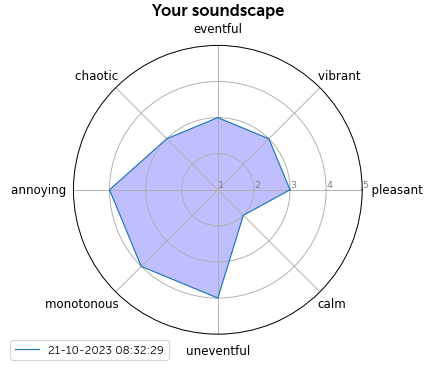 Your soundscape
eventful
chaotic
vibrant
annoying
1 2 3 4 5
pleasant
monotonous
calm
uneventful
21-10-2023 08:32:29